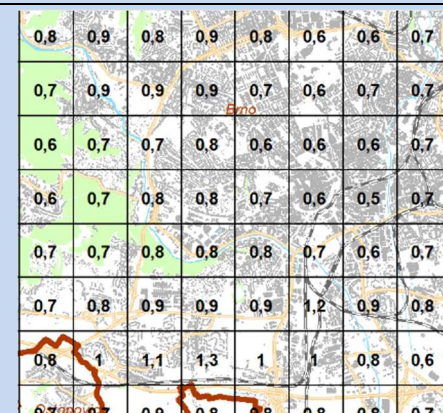 0,8 0,9 0,8 0,9 0,8 0,6 0,6 0,7
0,7 0,9 0,9 0,9 0,7 0,6 0,7 0,7
Brno
0,6 0,7 0,7 0,8 0,6 0,6 0,6 0,7
0,6 0,7 0,8 0,8 0,7 0,6 0,5 0,7
0,7 0,7 0,8 0,8 0,8 0,7 0,6 0,7
0,7 0,8 0,9 0,9 0,9 1,2 0,9 0,8
0,8 1 1,1 1,3 1 1 0,8 0,6